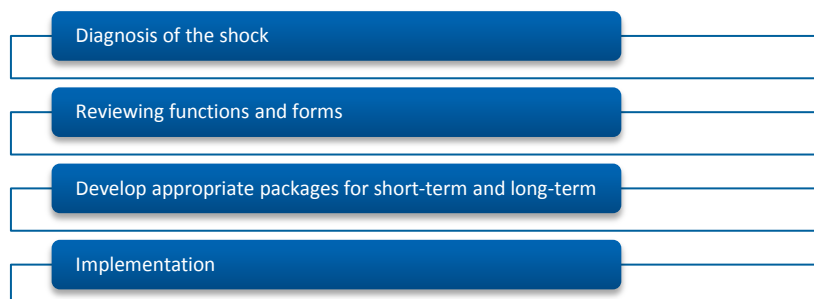 Diagnosis of the shock
Reviewing functions and forms
Develop appropriate packages for short-term and long-term
Implementation